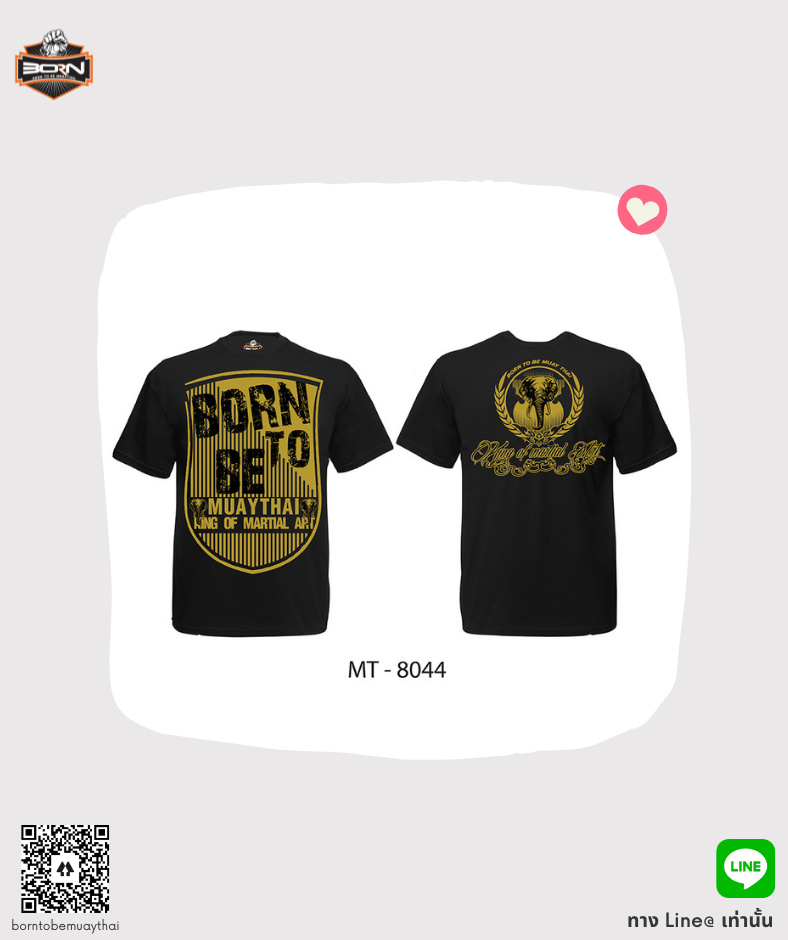 BORN
BORN TO BE MUAYTHAI
BORN
TO
BE
MUAYTHAI
KING OF MARTIAL ART
BORN TO BE MUAY THAI
King of martial Art
MT - 8044
borntobemuaythai
LINE
ทาง Line@ เท่านั้น